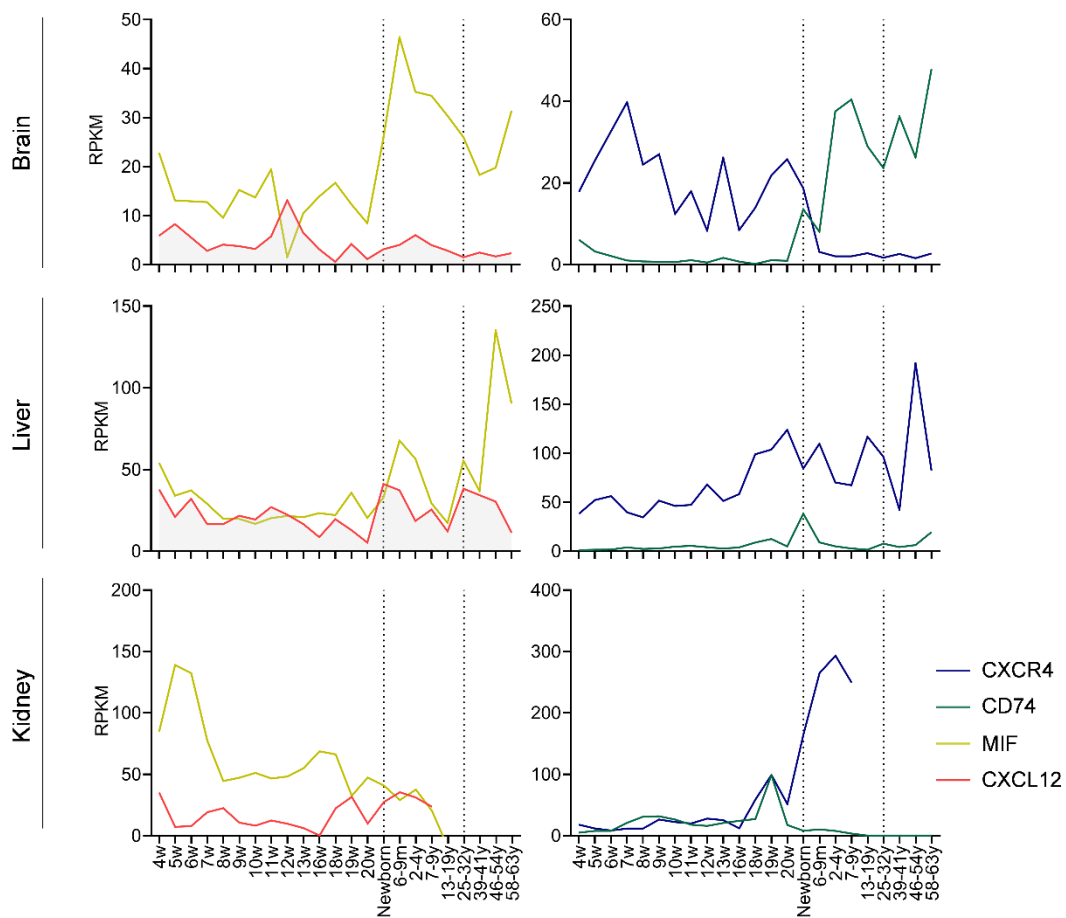 Brain
RPKM
50
40
30
20
10
0
60
40
20
0
Liver
RPKM
150
100
50
0
250
200
150
100
50
0
Kidney
RPKM
200
150
100
50
0
400
300
200
100
0
CXCR4
CD74
MIF
CXCL12
4w
5w
6w
7w
8w
9w
10w
11w
12w
13w
16w
18w
19w
20w
Newborn
6-9m
2-4y
7-9y
13-19y
25-32y
39-41y
46-54y
58-63y
4w
5w
6w
7w
8w
9w
10w
11w
12w
13w
16w
18w
19w
20w
Newborn
6-9m
2-4y
7-9y
13-19y
25-32y
39-41y
46-54y
58-63y